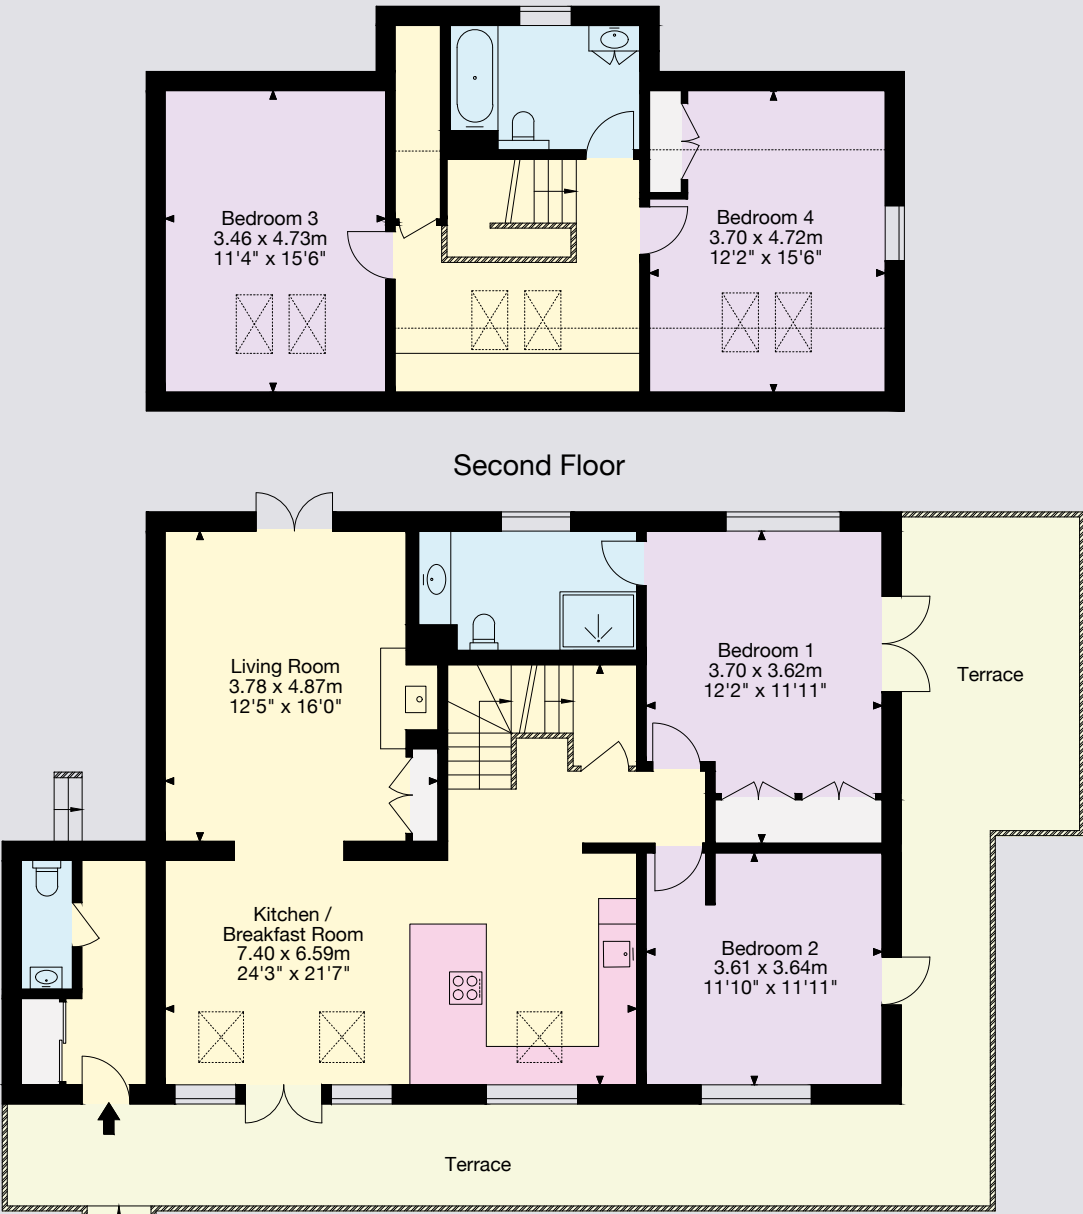 Bedroom 3
3.46 x 4.73m
11'4" x 15'6"
Bedroom 4
3.70 x 4.72m
12'2" x 15'6"
Second Floor
Living Room
3.78 x 4.87m
12'5" x 16'0"
Bedroom 1
3.70 x 3.62m
12'2" x 11'11"
Terrace
Kitchen /
Breakfast Room
7.40 x 6.59m
24'3" x 21'7"
Bedroom 2
3.61 x 3.64m
11'10" x 11'11"
Terrace